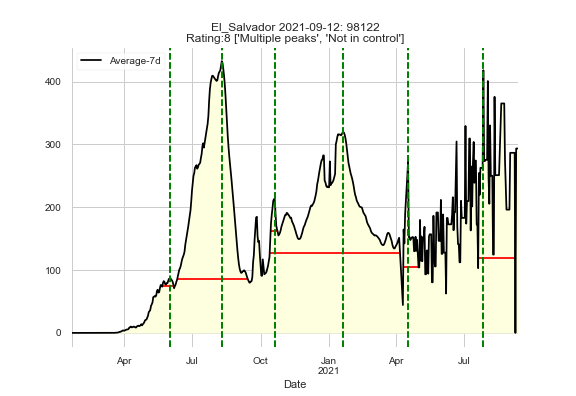 El_Salvador 2021-09-12: 98122
Rating:8 ['Multiple peaks', 'Not in control']
Average-7d
400
300
200
100
0
Apr Jul Oct Jan Apr Jul
2021
Date